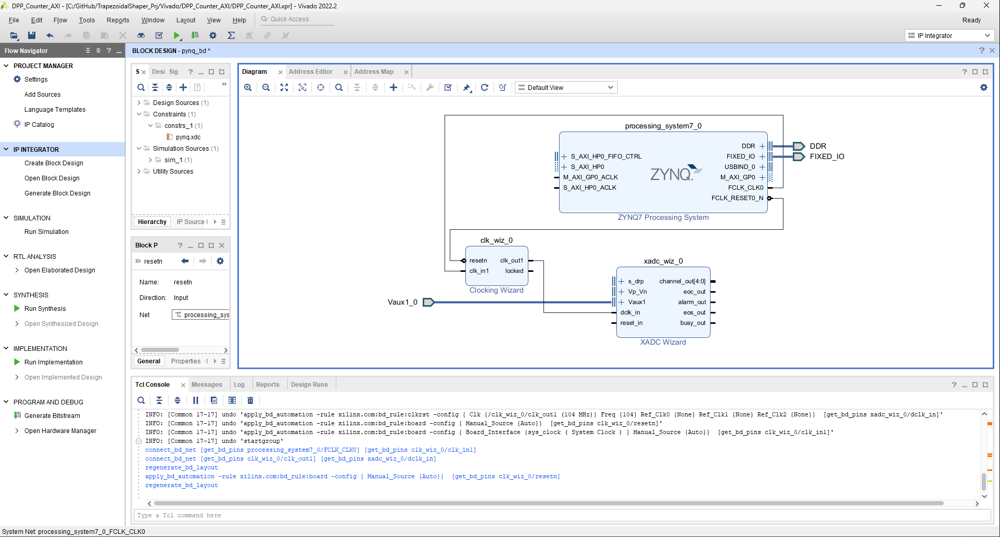 DPP_Counter_AXI - [C:/GitHub/TrapezoidalShaper_Prj/Vivado/DPP_Counter_AXI/DPP_Counter_AXI.xpr] - Vivado 2022.2
File Edit Flow Tools Reports Window Layout View Help Quick Access Ready
IP Integrator
Flow Navigator
PROJECT MANAGER
Settings
Add Sources
Language Templates
IP Catalog
IP INTEGRATOR
Create Block Design
Open Block Design
Generate Block Design
SIMULATION
Run Simulation
RTL ANALYSIS
Open Elaborated Design
SYNTHESIS
Run Synthesis
Open Synthesized Design
IMPLEMENTATION
Run Implementation
Open Implemented Design
PROGRAM AND DEBUG
Generate Bitstream
Open Hardware Manager
BLOCK DESIGN - pynq_bd *
S Desi Sig
Design Sources (1)
Constraints (1)
constrs_1 (1)
pynq.xdc
Simulation Sources (1)
sim_1 (1)
Utility Sources
Hierarchy IP Source
Block P
resetn
Name: resetn
Direction: Input
Net processing_sys
General Properties
Diagram Address Editor Address Map
Default View
processing_system7_0
S_AXI_HP0_FIFO_CTRL
S_AXI_HP0
M_AXI_GP0_ACLK
S_AXI_HP0_ACLK
ZYNQ
DDR
FIXED_IO
USBIND_0
M_AXI_GP0
FCLK_CLK0
FCLK_RESET0_N
DDR
FIXED_IO
ZYNQ7 Processing System
clk_wiz_0
resetn clk_out1
clk_in1 locked
Clocking Wizard
Vaux1_0
xadc_wiz_0
s_drp channel_out[4:0]
Vp_Vn eoc_out
Vaux1 alarm_out
dclk_in eos_out
reset_in busy_out
XADC Wizard
Tcl Console Messages Log Reports Design Runs
INFO: [Common 17-17] undo 'apply_bd_automation -rule xilinx.com:bd_rule:clkrst -config { Clk {/clk_wiz_0/clk_out1 (104 MHz)} Freq {104} Ref_Clk0 {None} Ref_Clk1 {None} Ref_Clk2 {None}}  [get_bd_pins xadc_wiz_0/dclk_in]'
INFO: [Common 17-17] undo 'apply_bd_automation -rule xilinx.com:bd_rule:board -config { Manual_Source {Auto}}  [get_bd_pins clk_wiz_0/resetn]'
INFO: [Common 17-17] undo 'apply_bd_automation -rule xilinx.com:bd_rule:board -config { Board_Interface {sys_clock ( System Clock ) } Manual_Source {Auto}}  [get_bd_pins clk_wiz_0/clk_in1]'
INFO: [Common 17-17] undo 'startgroup'
connect_bd_net [get_bd_pins processing_system7_0/FCLK_CLK0] [get_bd_pins clk_wiz_0/clk_in1]
connect_bd_net [get_bd_pins clk_wiz_0/clk_out1] [get_bd_pins xadc_wiz_0/dclk_in]
regenerate_bd_layout
apply_bd_automation -rule xilinx.com:bd_rule:board -config { Manual_Source {Auto}}  [get_bd_pins clk_wiz_0/resetn]
regenerate_bd_layout
Type a Tcl command here
System Net: processing_system7_0_FCLK_CLK0